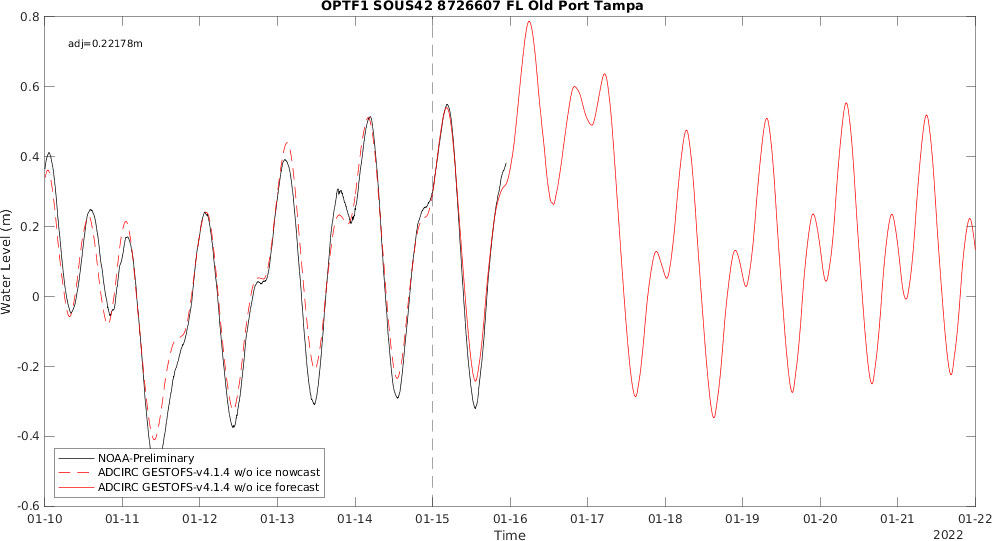 OPTF1 SOUS42 8726607 FL Old Port Tampa
adj=0.22178m
0.8
0.6
0.4
0.2
0
-0.2
-0.4
-0.6
Water Level (m)
NOAA-Preliminary
ADCIRC GESTOFS-v4.1.4 w/o ice nowcast
ADCIRC GESTOFS-v4.1.4 w/o ice forecast
01-10 01-11 01-12 01-13 01-14 01-15 01-16 01-17 01-18 01-19 01-20 01-21 01-22
Time
2022